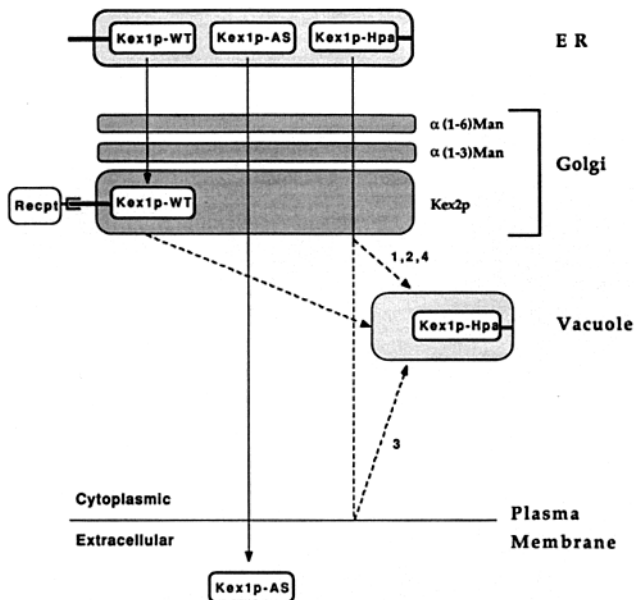 Kex1p-WT Kex1p-AS Kex1p-Hpa ER
α(1-6)Man
α(1-3)Man
Golgi
Recpt Kex1p-WT Kex2p
1,2,4
Kex1p-Hpa Vacuole
3
Cytoplasmic
Plasma
Extracellular Membrane
Kex1p-AS